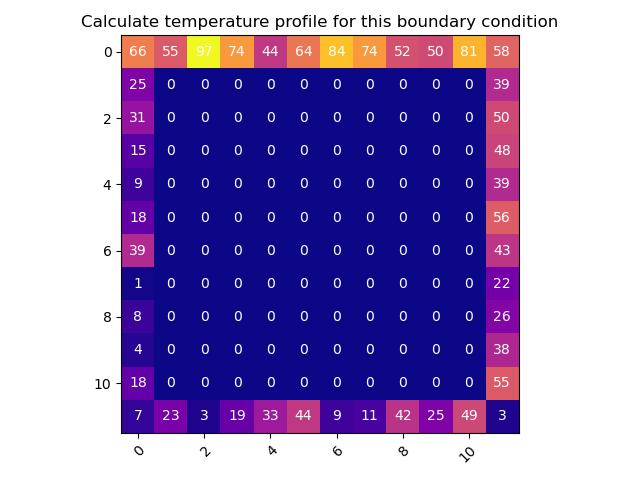 Calculate temperature profile for this boundary condition
0 66 55 97 74 44 64 84 74 52 50 81 58
25 0 0 0 0 0 0 0 0 0 0 39
2 31 0 0 0 0 0 0 0 0 0 0 50
15 0 0 0 0 0 0 0 0 0 0 48
4 9 0 0 0 0 0 0 0 0 0 0 39
18 0 0 0 0 0 0 0 0 0 0 56
6 39 0 0 0 0 0 0 0 0 0 0 43
1 0 0 0 0 0 0 0 0 0 0 22
8 8 0 0 0 0 0 0 0 0 0 0 26
4 0 0 0 0 0 0 0 0 0 0 38
10 18 0 0 0 0 0 0 0 0 0 0 55
7 23 3 19 33 44 9 11 42 25 49 3
0 2 4 6 8 10